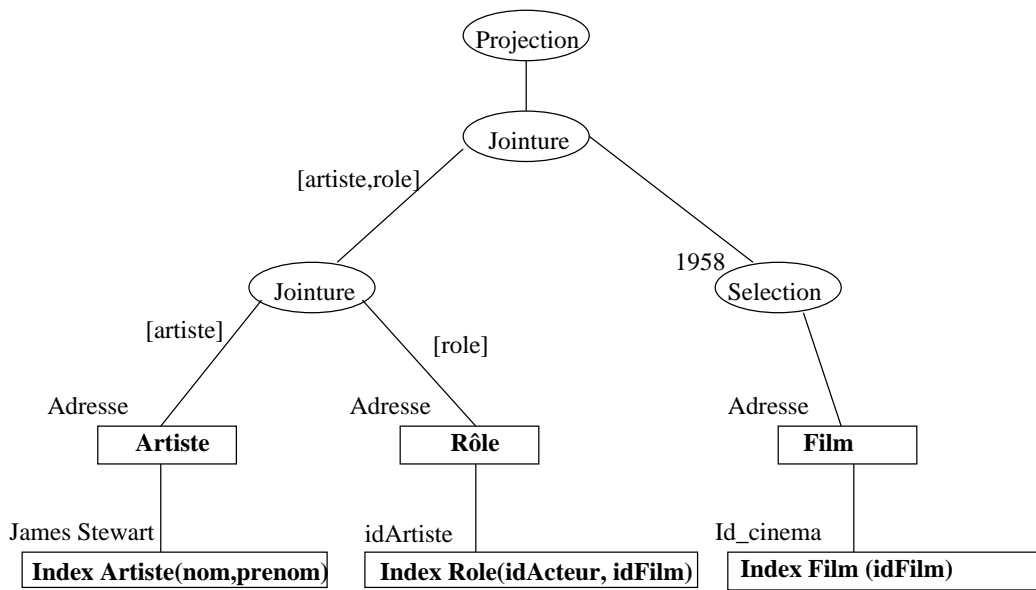 Projection
Jointure
[artiste,role]
1958
Jointure
Selection
[artiste]
[role]
Adresse
Adresse
Adresse
Artiste
Rôle
Film
James Stewart
idArtiste
Id_cinema
Index Artiste(nom,prenom)
Index Role(idActeur, idFilm)
Index Film (idFilm)